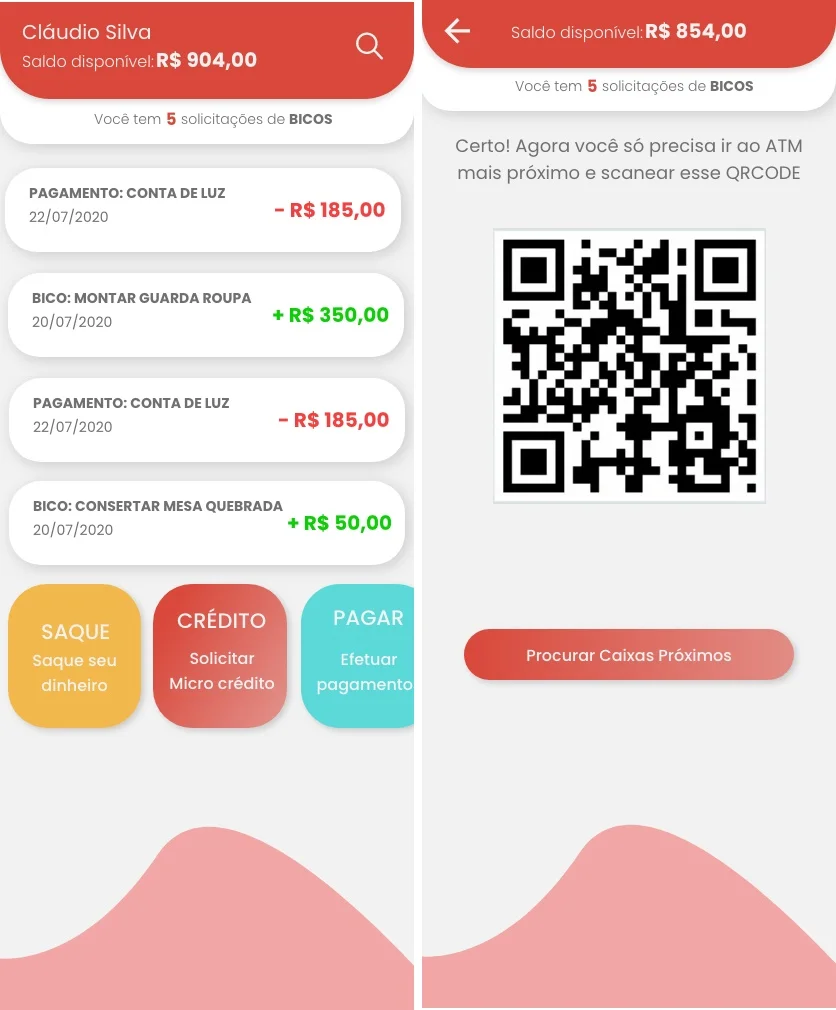 Cláudio Silva
Saldo disponível: R$ 904,00
Você tem 5 solicitações de BICOS
PAGAMENTO: CONTA DE LUZ
22/07/2020
- R$ 185,00
BICO: MONTAR GUARDA ROUPA
20/07/2020
+ R$ 350,00
PAGAMENTO: CONTA DE LUZ
22/07/2020
- R$ 185,00
BICO: CONSERTAR MESA QUEBRADA
20/07/2020
+ R$ 50,00
SAQUE
Saque seu
dinheiro
CRÉDITO
Solicitar
Micro crédito
PAGAR
Efetuar
pagamento
Saldo disponível: R$ 854,00
Você tem 5 solicitações de BICOS
Certo! Agora você só precisa ir ao ATM
mais próximo e scanear esse QRCODE
Procurar Caixas Próximos